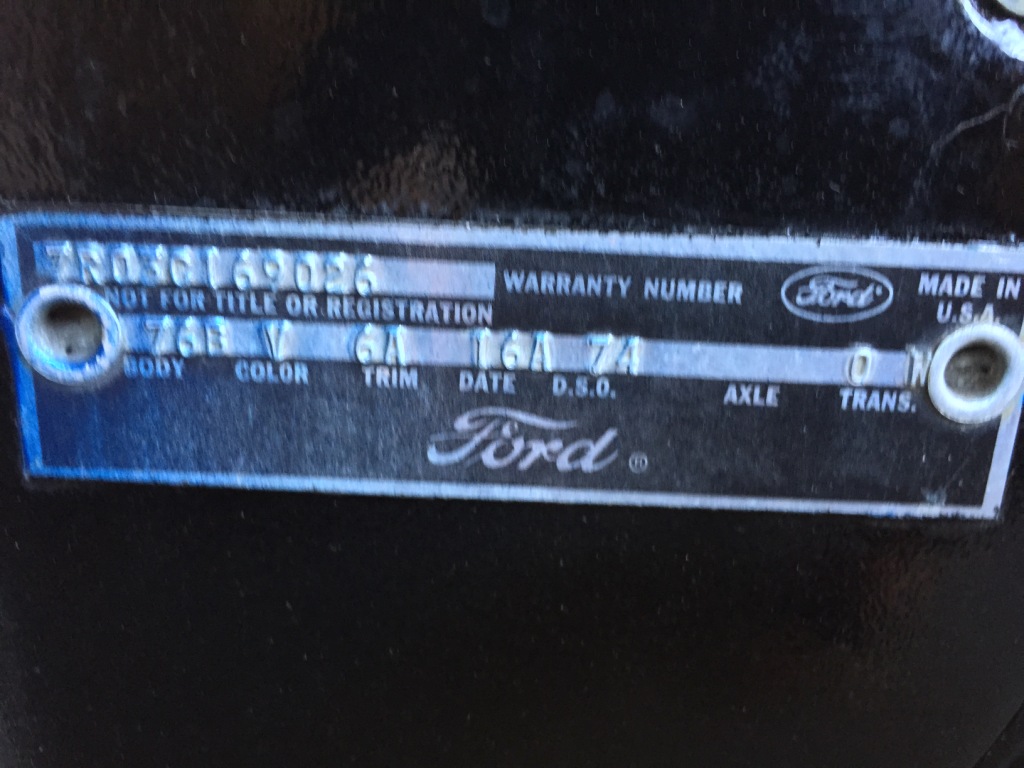 7R03C169026 WARRANTY NUMBER Ford MADE IN
NOT FOR TITLE OR REGISTRATION U.S.A.
76B V 6A 16A 7A 0 W
BODY COLOR TRIM DATE D.S.O. AXLE TRANS.
Ford ®